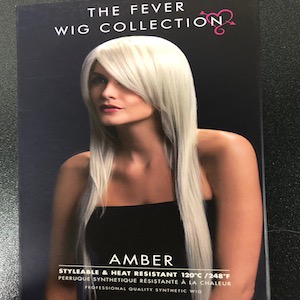 THE FEVER
WIG COLLECTION
AMBER
STYLEABLE & HEAT RESISTANT 120°C /248°F
PERRUQUE SYNTHETIQUE RÉSISTANTE À LA CHALEUR
PROFESSIONAL QUALITY SYNTHETIC WIG